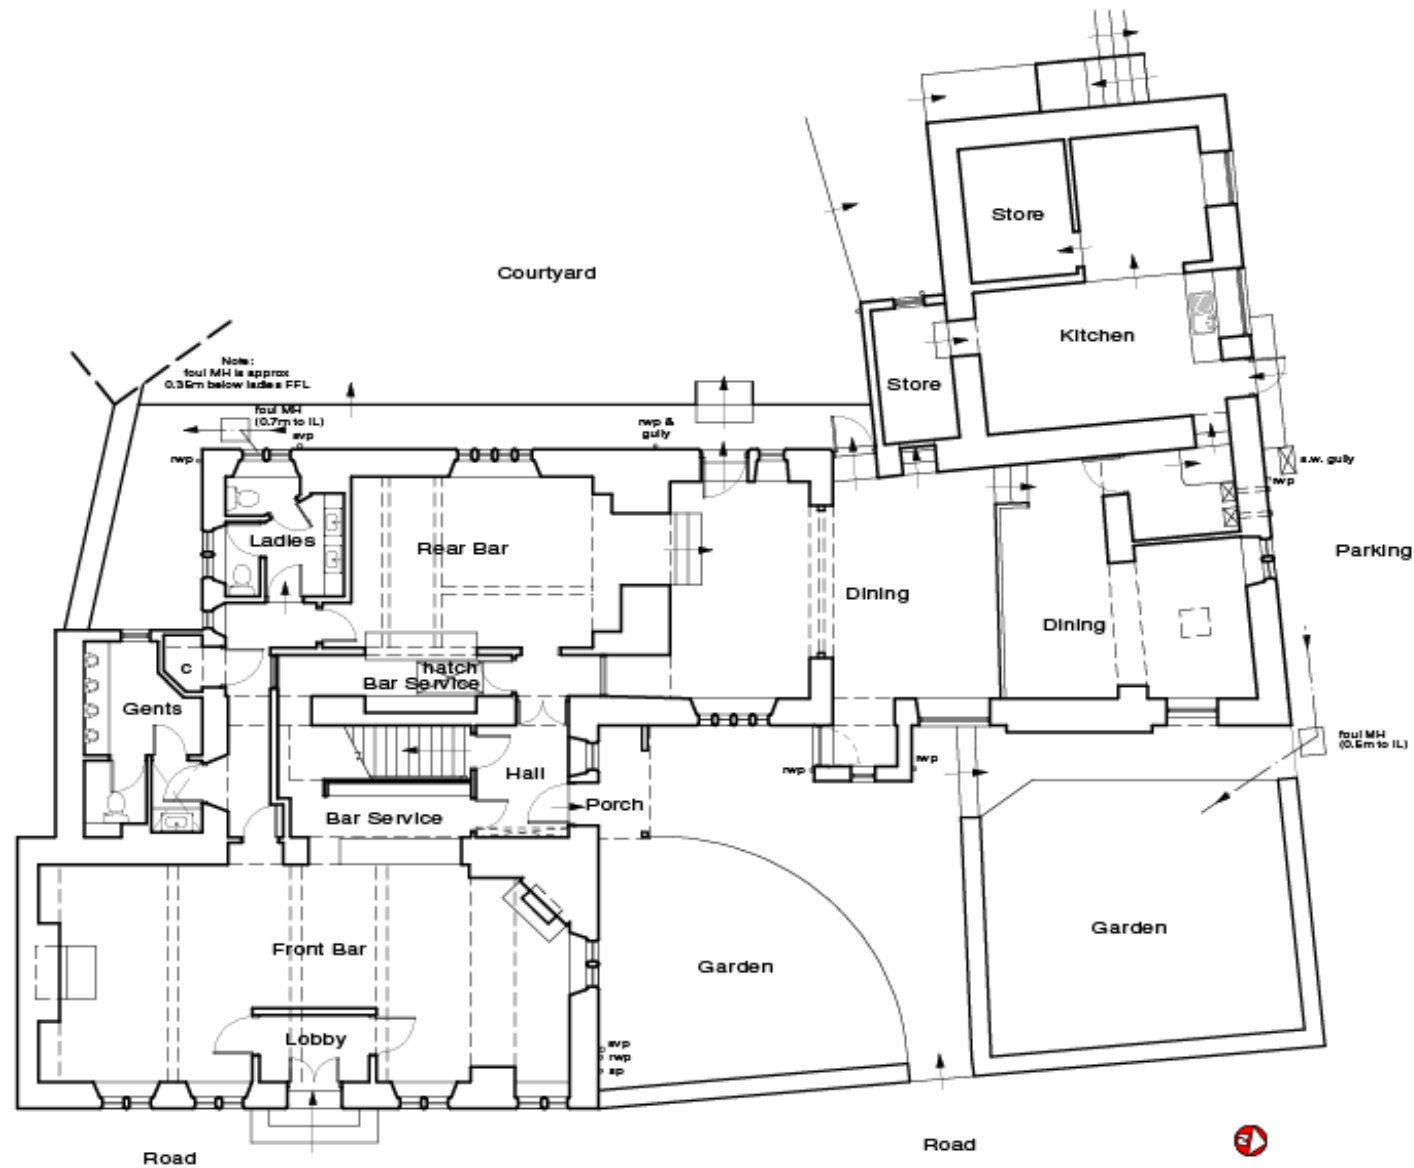 Store
Courtyard
Kitchen
Note:
foul MH is approx
0.35m below ladies FFL
Store
foul MH
(0.7m to IL)
svp
rwp &
gully
rwp
s.w. gully
rwp
Ladies
Rear Bar
Parking
Dining
Dining
C
hatch
Bar Service
Gents
foul MH
(0.5m to IL)
Hall
rwp
rwp
Porch
Bar Service
Garden
Front Bar
Garden
Lobby
svp
rwp
sp
Road
Road
N